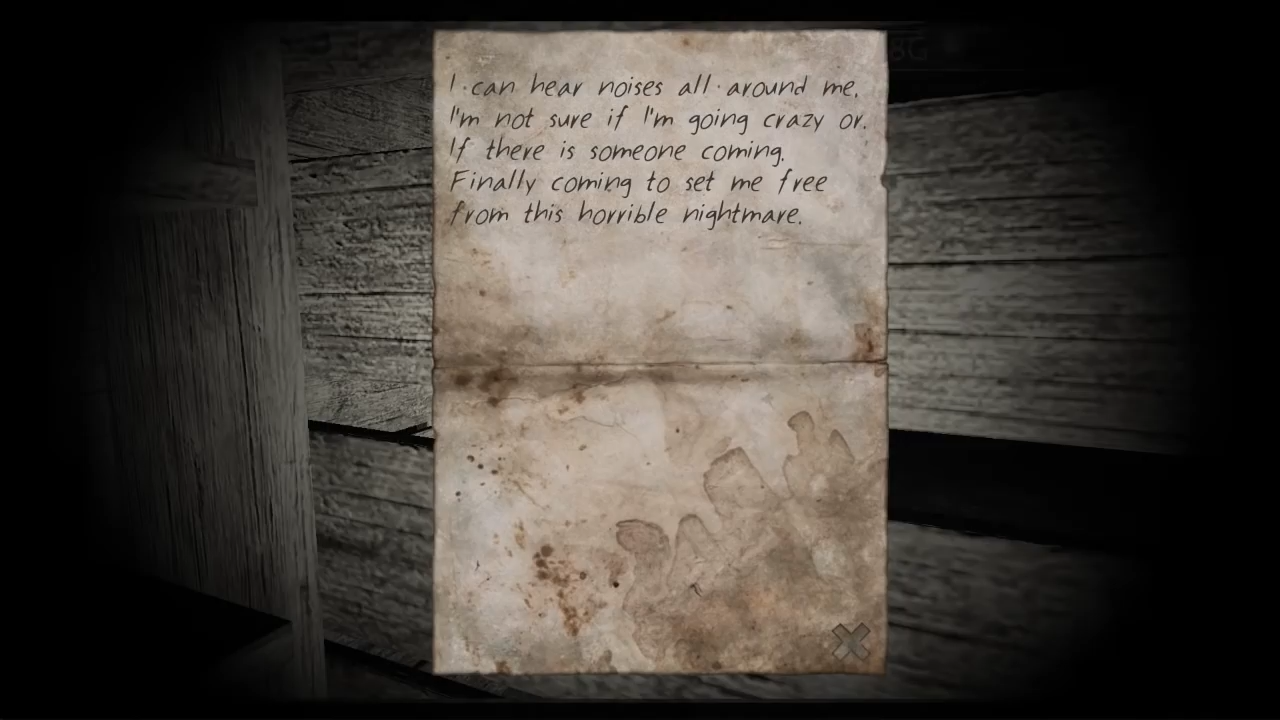 I can hear noises all around me.
I'm not sure if I'm going crazy or.
If there is someone coming.
Finally coming to set me free
from this horrible nightmare.